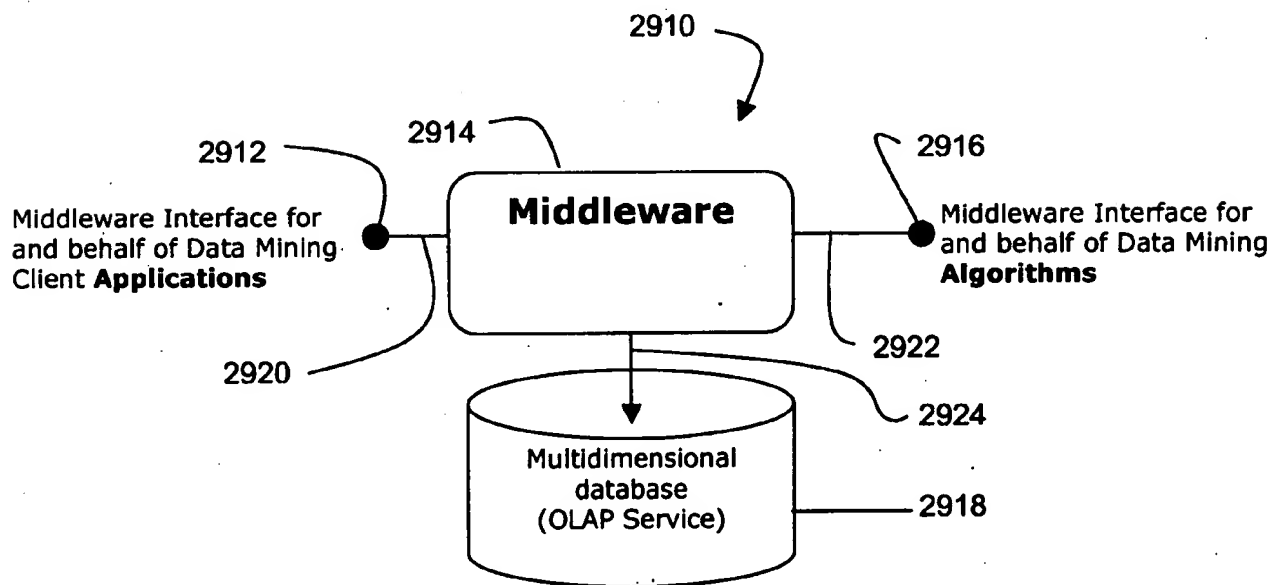 2910
2914
2912
2916
Middleware
Middleware Interface for
and behalf of Data Mining
Client Applications
Middleware Interface for
and behalf of Data Mining
Algorithms
2920
2922
2924
Multidimensional
database
(OLAP Service)
2918